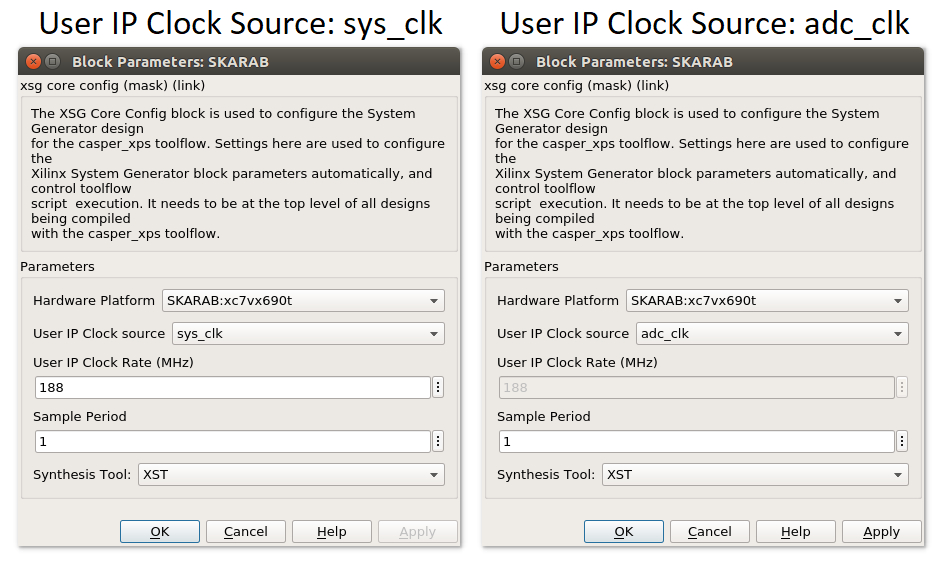 User IP Clock Source: sys_clk
Block Parameters: SKARAB
xsg core config (mask) (link)
The XSG Core Config block is used to configure the System
Generator design
for the casper_xps toolflow. Settings here are used to configure
the
Xilinx System Generator block parameters automatically, and
control toolflow
script  execution. It needs to be at the top level of all designs
being compiled
with the casper_xps toolflow.
Parameters
Hardware Platform SKARAB:xc7vx690t
User IP Clock source sys_clk
User IP Clock Rate (MHz)
188
Sample Period
1
Synthesis Tool: XST
OK Cancel Help Apply
User IP Clock Source: adc_clk
Block Parameters: SKARAB
xsg core config (mask) (link)
The XSG Core Config block is used to configure the System
Generator design
for the casper_xps toolflow. Settings here are used to configure
the
Xilinx System Generator block parameters automatically, and
control toolflow
script  execution. It needs to be at the top level of all designs
being compiled
with the casper_xps toolflow.
Parameters
Hardware Platform SKARAB:xc7vx690t
User IP Clock source adc_clk
User IP Clock Rate (MHz)
188
Sample Period
1
Synthesis Tool: XST
OK Cancel Help Apply